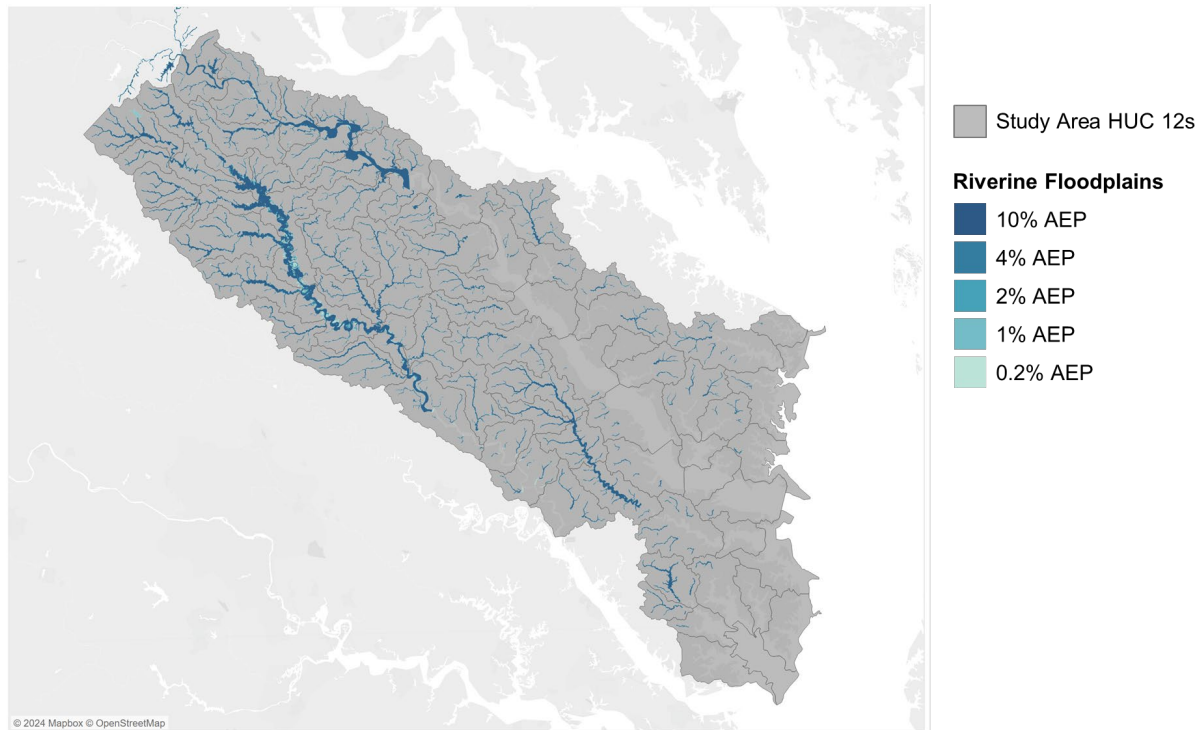 Study Area HUC 12s
Riverine Floodplains
10% AEP
4% AEP
2% AEP
1% AEP
0.2% AEP
© 2024 Mapbox © OpenStreetMap